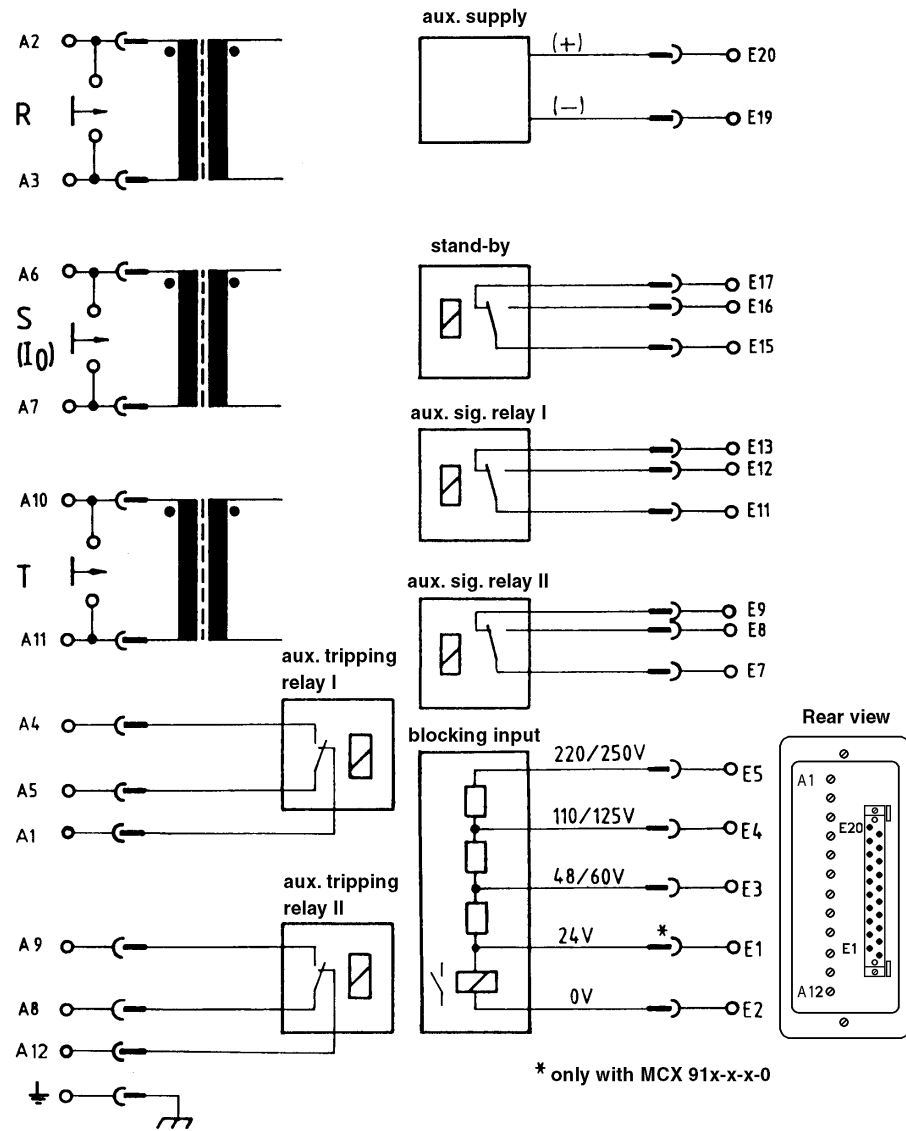 A2
R
A3
A6
S
(I0)
A7
A10
T
A11
aux. tripping
relay I
A4
A5
A1
aux. tripping
relay II
A9
A8
A12
aux. supply
(+)
E20
(—)
E19
stand-by
E17
E16
E15
aux. sig. relay I
E13
E12
E11
aux. sig. relay II
E9
E8
E7
blocking input
220/250V
E5
110/125V
E4
48/60V
E3
24V
*
E1
0V
E2
* only with MCX 91x-x-x-0
Rear view
A1
E20
E1
A12